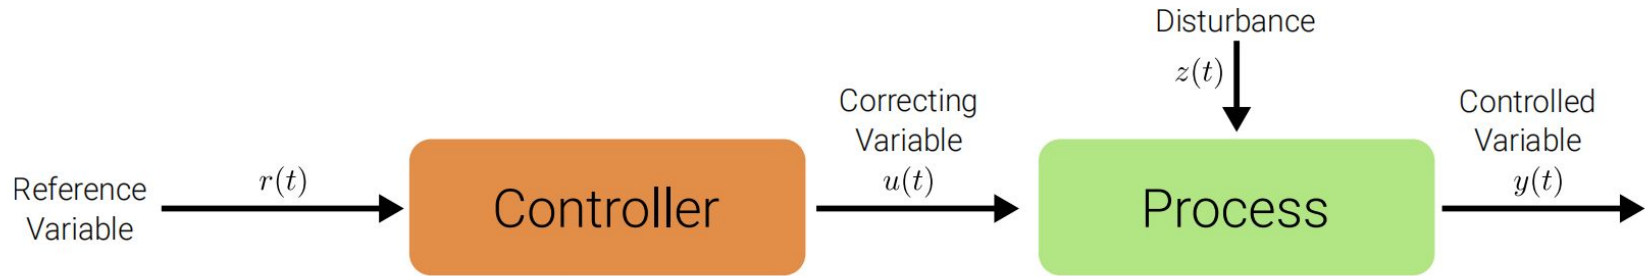 Reference
Variable
r(t)
Controller
Correcting
Variable
u(t)
Disturbance
z(t)
Process
Controlled
Variable
y(t)